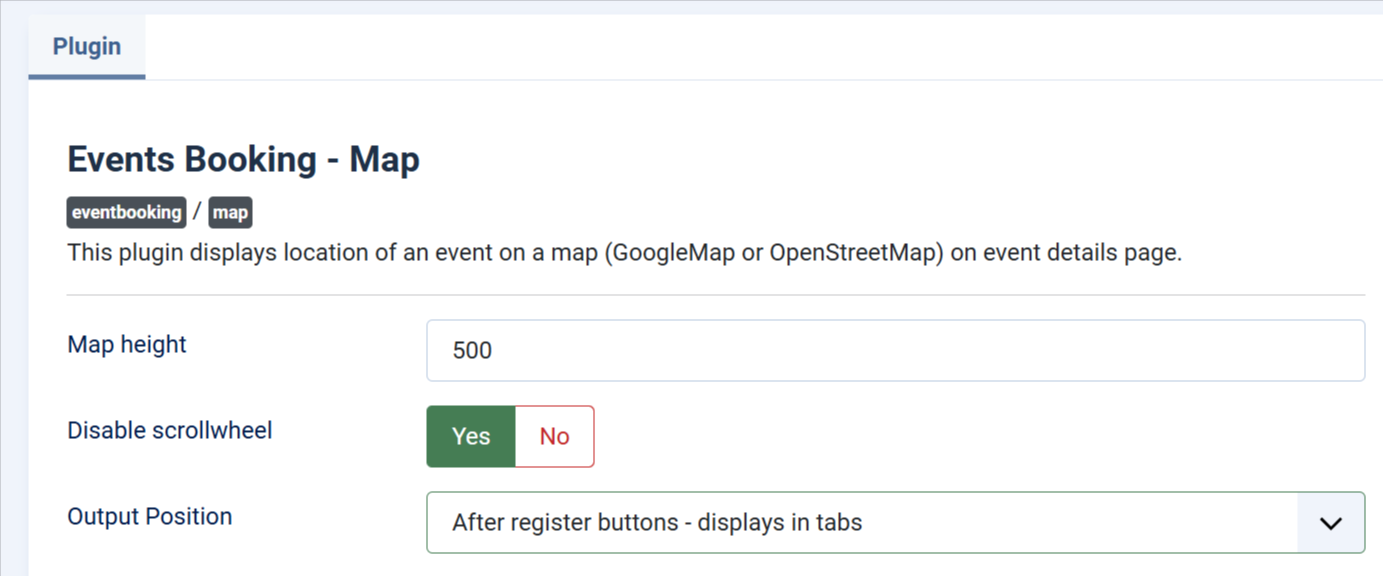 Plugin
Events Booking - Map
eventbooking / map
This plugin displays location of an event on a map (GoogleMap or OpenStreetMap) on event details page.
Map height
500
Disable scrollwheel
Yes No
Output Position
After register buttons - displays in tabs